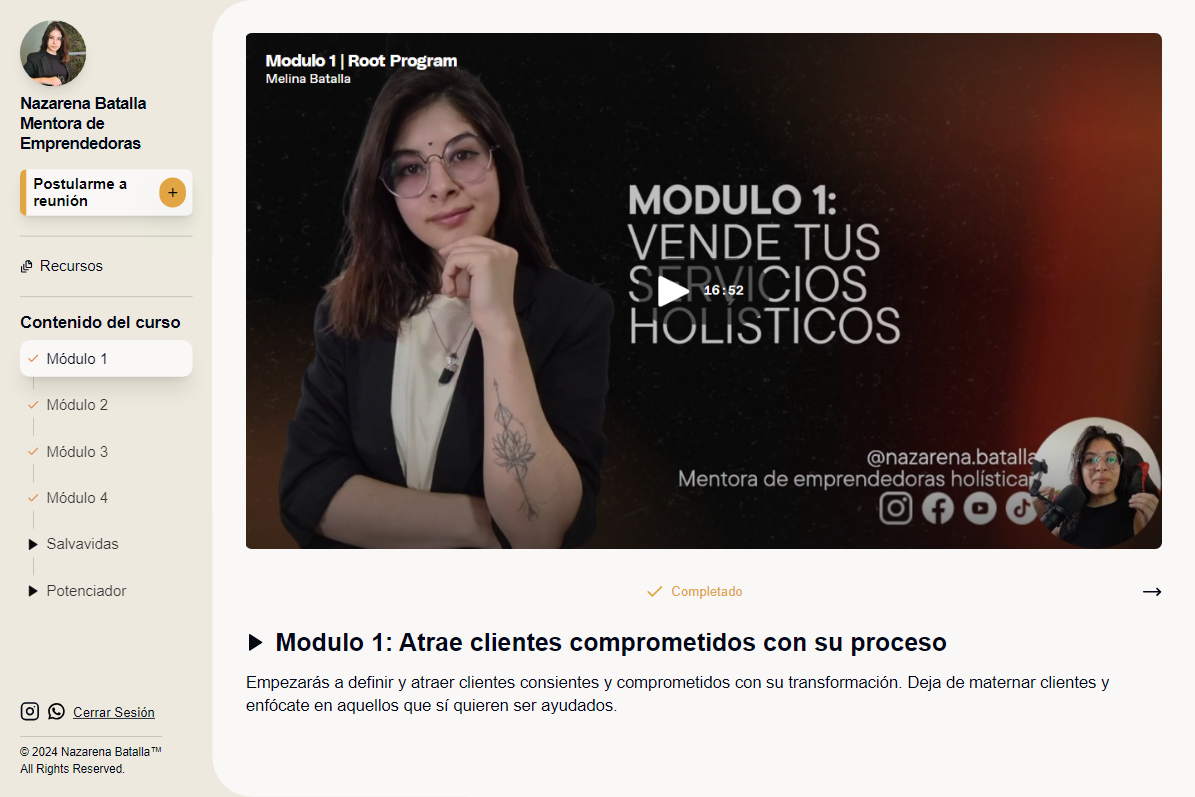 Nazarena Batalla
Mentora de
Emprendedoras
Postularme a
reunión
+
Recursos
Contenido del curso
Módulo 1
Módulo 2
Módulo 3
Módulo 4
Salvavidas
Potenciador
Cerrar Sesión
© 2024 Nazarena Batalla™
All Rights Reserved.
Modulo 1 | Root Program
Melina Batalla
MODULO 1:
VENDE TUS
SERVICIOS
16:52
HOLÍSTICOS
@nazarena.batalla
Mentora de emprendedoras holísticas
Completado
Modulo 1: Atrae clientes comprometidos con su proceso
Empezarás a definir y atraer clientes consientes y comprometidos con su transformación. Deja de maternar clientes y
enfócate en aquellos que sí quieren ser ayudados.